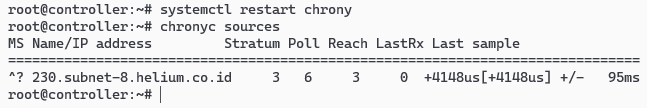 root@controller:~# systemctl restart chrony
root@controller:~# chronyc sources
MS Name/IP address         Stratum Poll Reach LastRx Last sample
===============================================================================
^? 230.subnet-8.helium.co.id     3   6     3     0  +4148us[+4148us] +/-   95ms
root@controller:~#